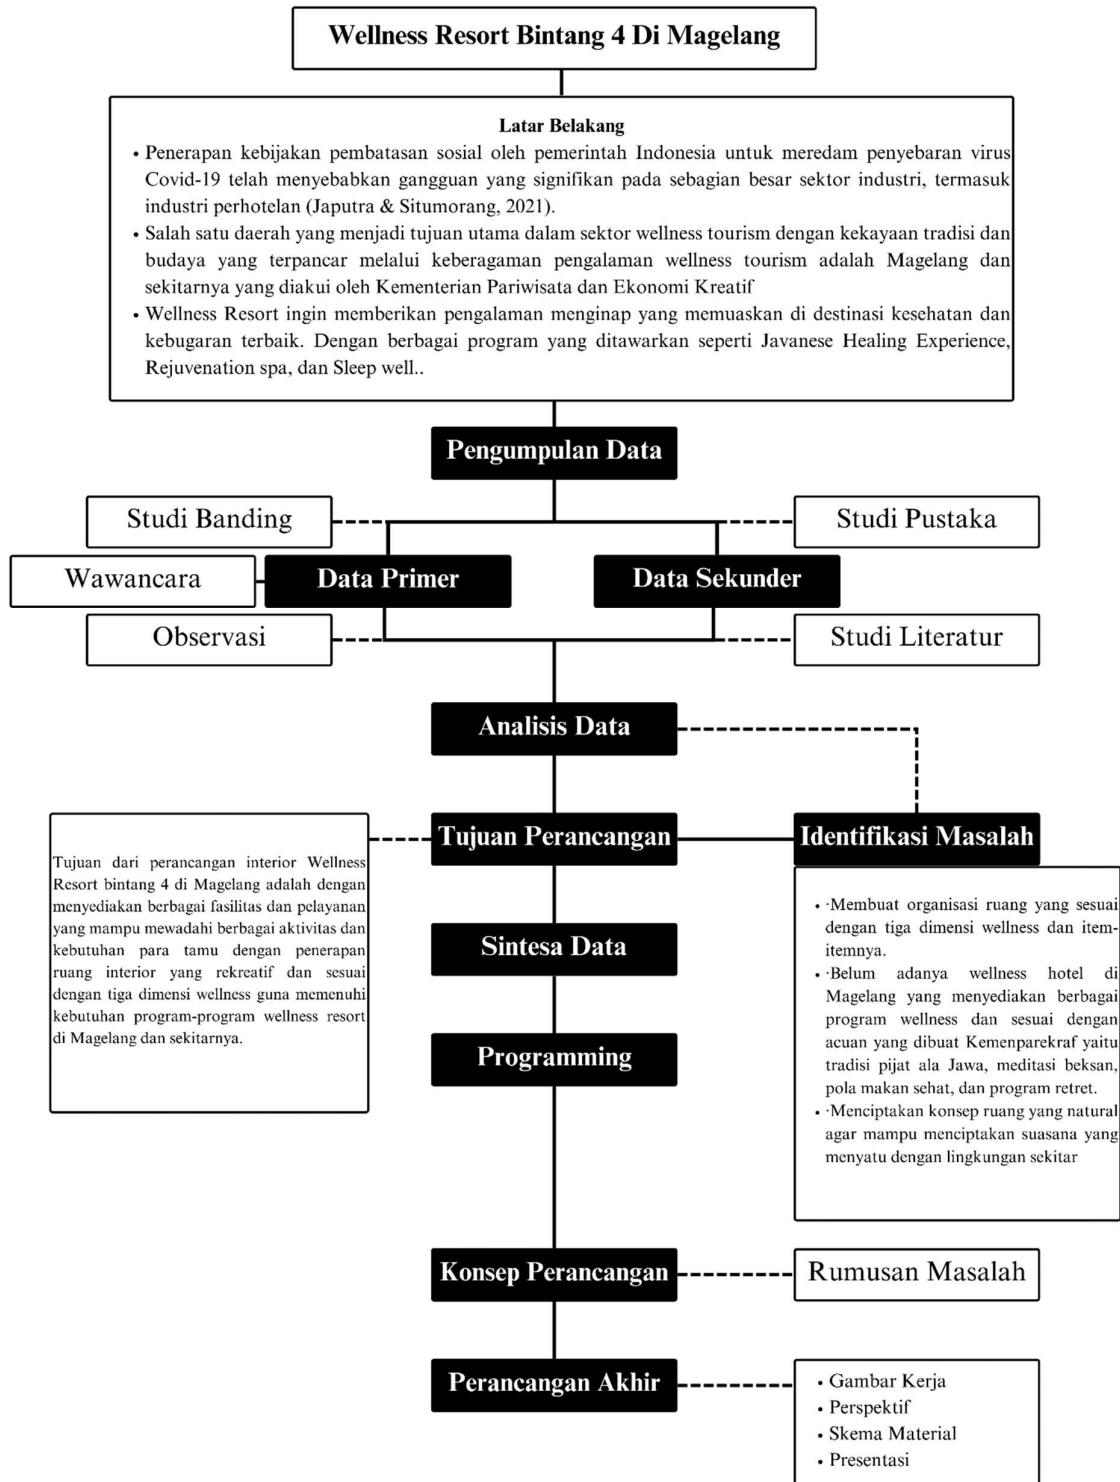 Wellness Resort Bintang 4 Di Magelang
Latar Belakang
• Penerapan kebijakan pembatasan sosial oleh pemerintah Indonesia untuk meredam penyebaran virus
Covid-19 telah menyebabkan gangguan yang signifikan pada sebagian besar sektor industri, termasuk
industri perhotelan (Japutra & Situmorang, 2021).
• Salah satu daerah yang menjadi tujuan utama dalam sektor wellness tourism dengan kekayaan tradisi dan
budaya yang terpancar melalui keberagaman pengalaman wellness tourism adalah Magelang dan
sekitarnya yang diakui oleh Kementerian Pariwisata dan Ekonomi Kreatif
• Wellness Resort ingin memberikan pengalaman menginap yang memuaskan di destinasi kesehatan dan
kebugaran terbaik. Dengan berbagai program yang ditawarkan seperti Javanese Healing Experience,
Rejuvenation spa, dan Sleep well..
Pengumpulan Data
Studi Banding
Studi Pustaka
Wawancara
Data Primer
Data Sekunder
Observasi
Studi Literatur
Analisis Data
Tujuan Perancangan
Identifikasi Masalah
Tujuan dari perancangan interior Wellness
Resort bintang 4 di Magelang adalah dengan
menyediakan berbagai fasilitas dan pelayanan
yang mampu mewadahi berbagai aktivitas dan
kebutuhan para tamu dengan penerapan
ruang interior yang rekreatif dan sesuai
dengan tiga dimensi wellness guna memenuhi
kebutuhan program-program wellness resort
di Magelang dan sekitarnya.
• ·Membuat organisasi ruang yang sesuai
dengan tiga dimensi wellness dan item-
itemnya.
• ·Belum adanya wellness hotel di
Magelang yang menyediakan berbagai
program wellness dan sesuai dengan
acuan yang dibuat Kemenparekraf yaitu
tradisi pijat ala Jawa, meditasi beksan,
pola makan sehat, dan program retret.
• ·Menciptakan konsep ruang yang natural
agar mampu menciptakan suasana yang
menyatu dengan lingkungan sekitar
Sintesa Data
Programming
Konsep Perancangan
Rumusan Masalah
Perancangan Akhir
• Gambar Kerja
• Perspektif
• Skema Material
• Presentasi